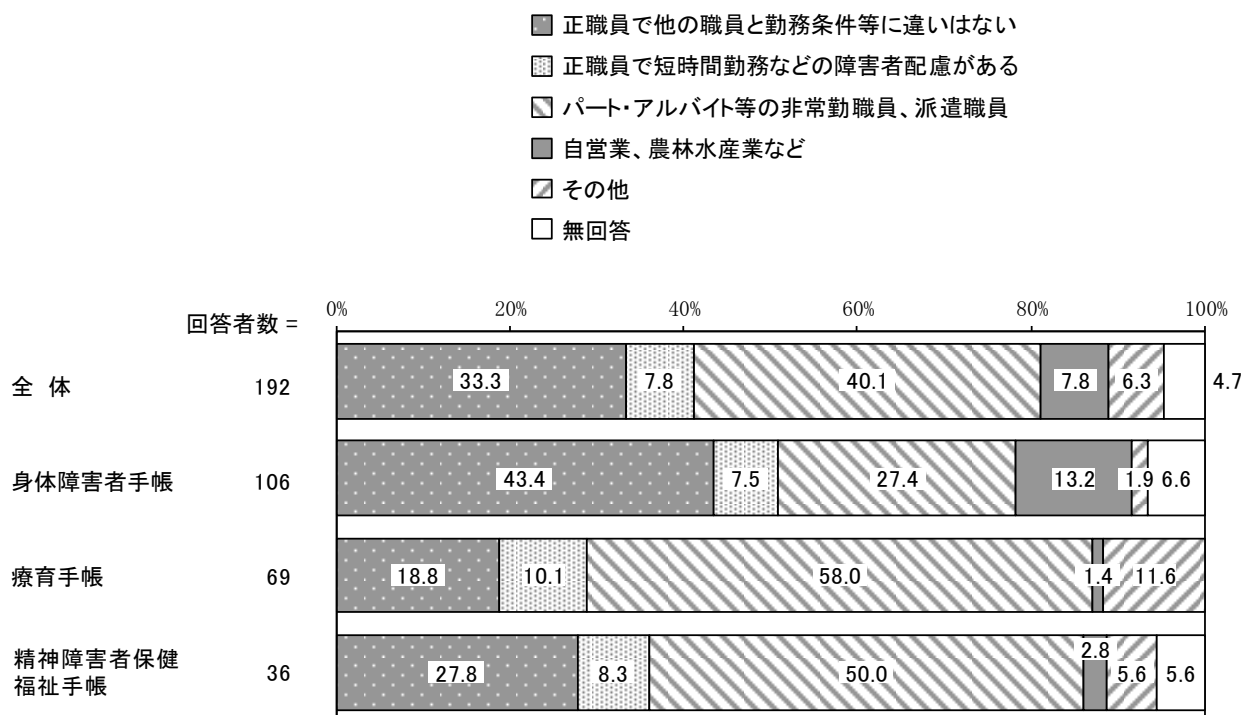 正職員で他の職員と勤務条件等に違いはない
正職員で短時間勤務などの障害者配慮がある
パート・アルバイト等の非常勤職員、派遣職員
自営業、農林水産業など
その他
無回答
回答者数 = 0% 20% 40% 60% 80% 100%
全 体 192 33.3 7.8 40.1 7.8 6.3 4.7
身体障害者手帳 106 43.4 7.5 27.4 13.2 1.9 6.6
療育手帳 69 18.8 10.1 58.0 1.4 11.6
精神障害者保健
福祉手帳 36 27.8 8.3 50.0 2.8 5.6 5.6